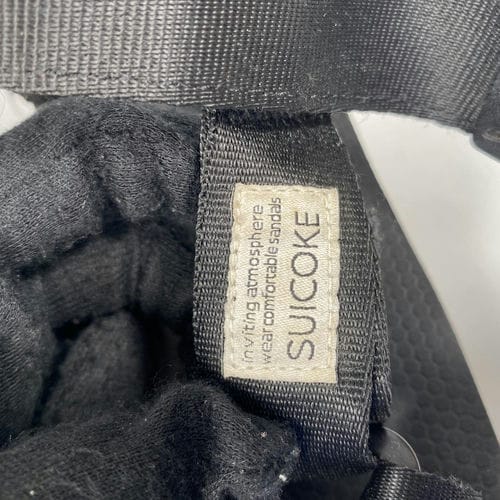 inviting atmosphere
wear comfortable sandals
SUICOKE